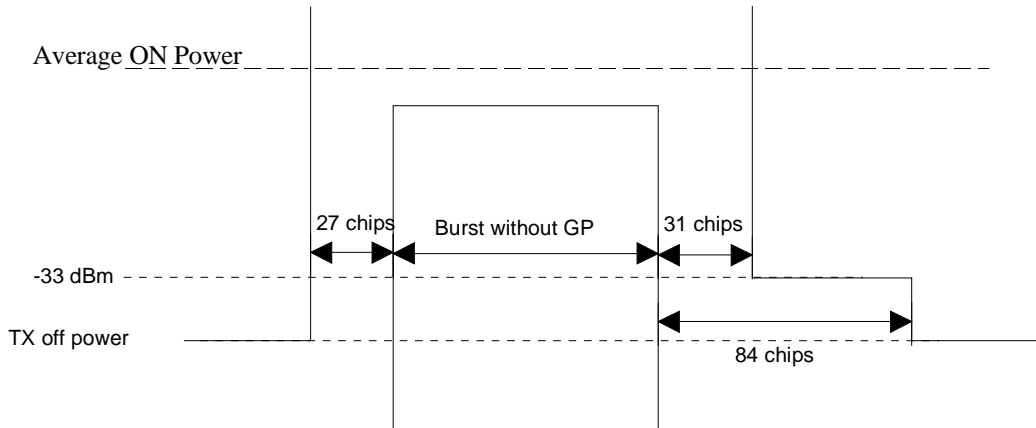 Average ON Power
27 chips
Burst without GP
31 chips
-33 dBm
TX off power
84 chips